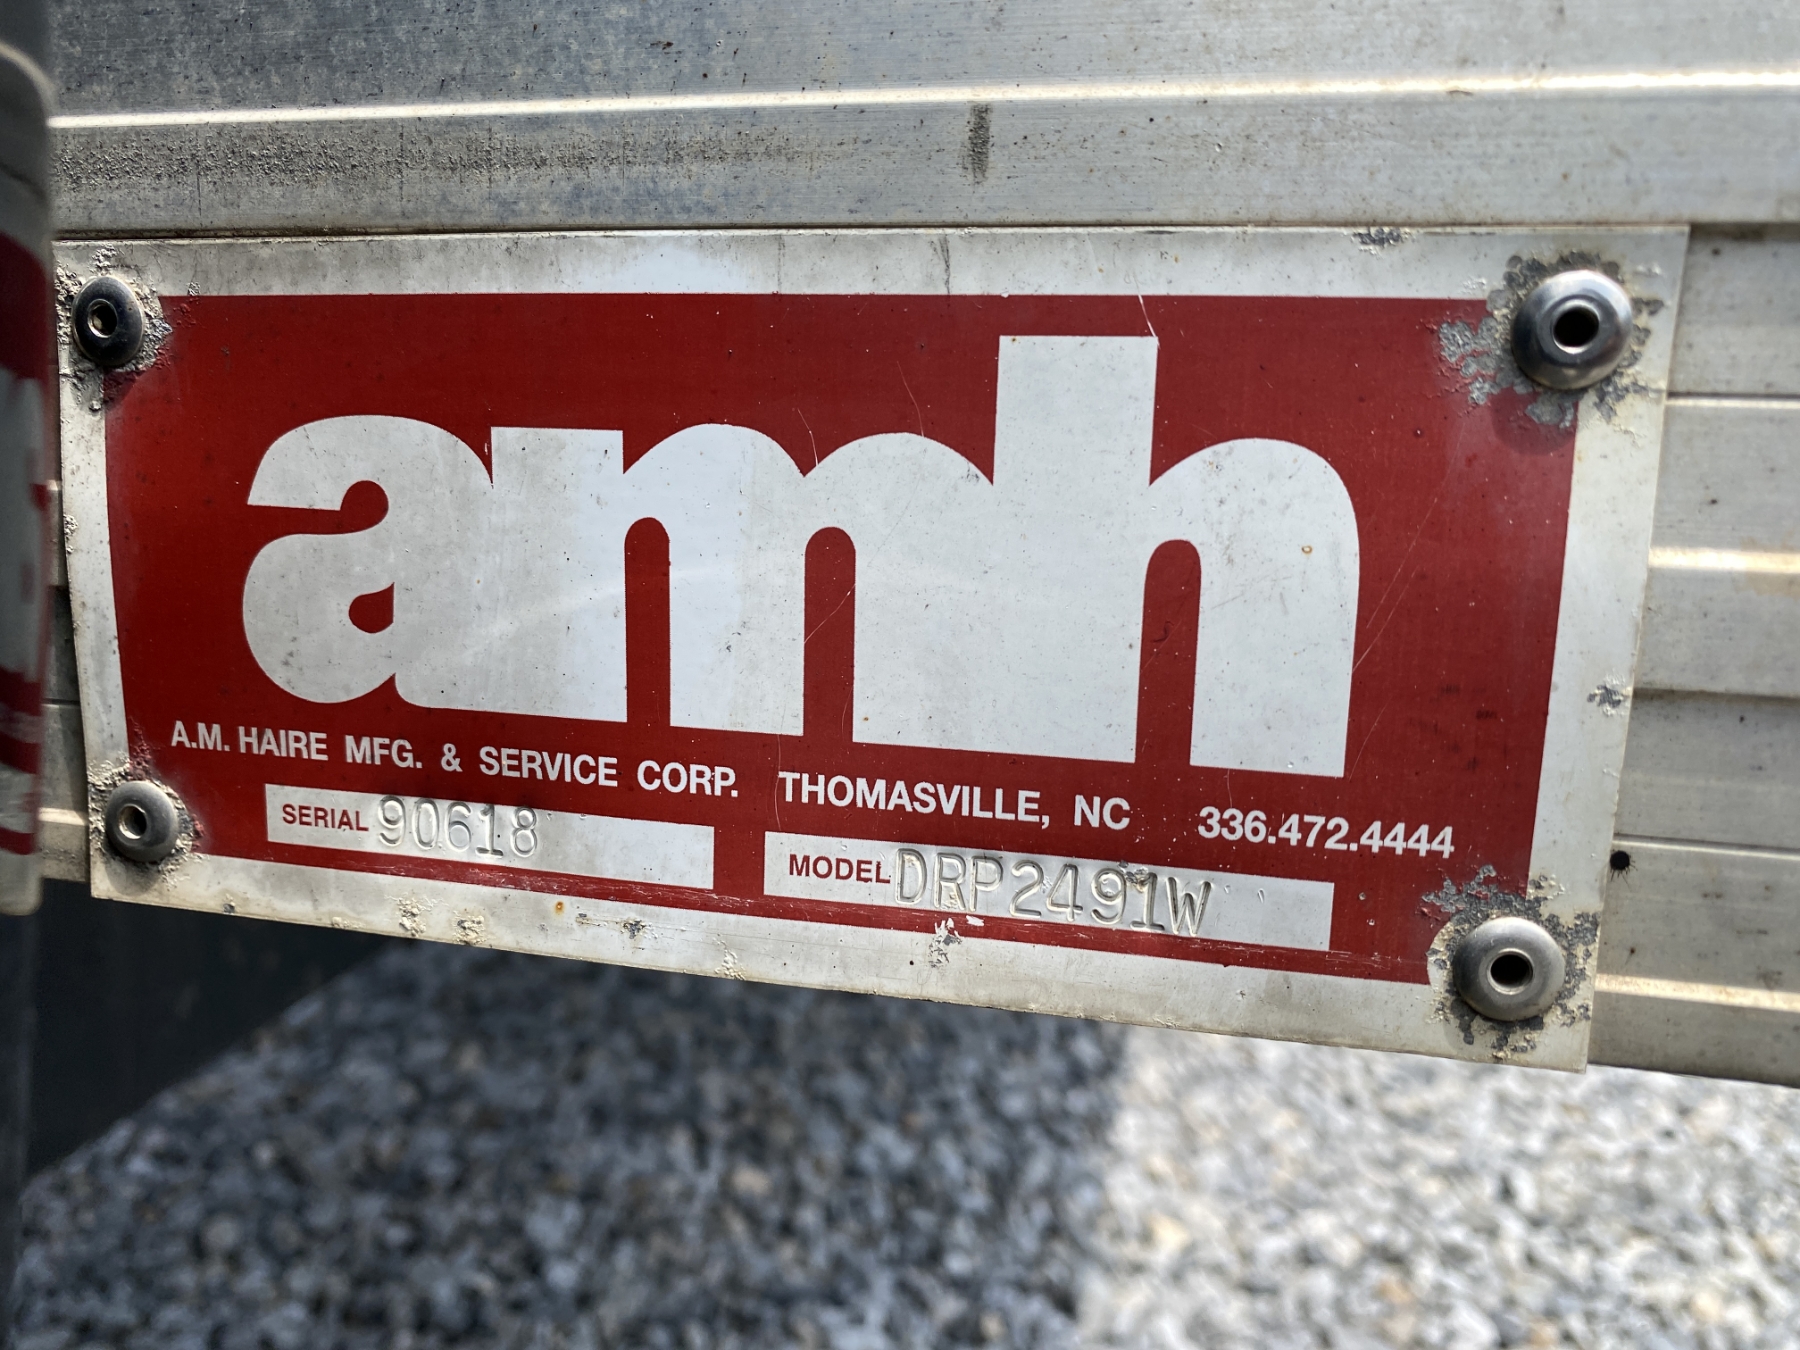 amh
A.M. HAIRE MFG. & SERVICE CORP. THOMASVILLE, NC 336.472.4444
SERIAL 90618
MODEL DRP2491W